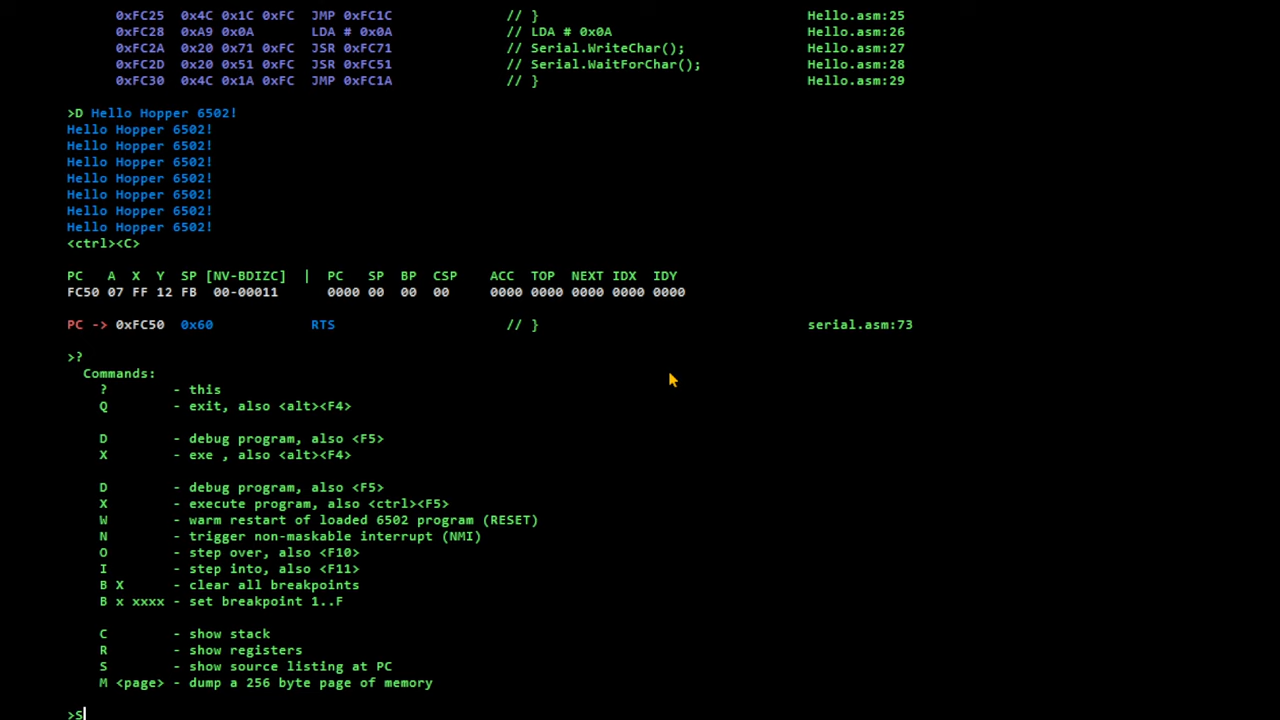 0xFC25 0x4C 0x1C 0xFC JMP 0xFC1C // } Hello.asm:25
0xFC28 0xA9 0x0A LDA # 0x0A // LDA # 0x0A Hello.asm:26
0xFC2A 0x20 0x71 0xFC JSR 0xFC71 // Serial.WriteChar(); Hello.asm:27
0xFC2D 0x20 0x51 0xFC JSR 0xFC51 // Serial.WaitForChar(); Hello.asm:28
0xFC30 0x4C 0x1A 0xFC JMP 0xFC1A // } Hello.asm:29
>D Hello Hopper 6502!
Hello Hopper 6502!
Hello Hopper 6502!
Hello Hopper 6502!
Hello Hopper 6502!
Hello Hopper 6502!
Hello Hopper 6502!
Hello Hopper 6502!
<ctrl><C>
PC A X Y SP [NV-BDIZC] | PC SP BP CSP ACC TOP NEXT IDX IDY
FC50 07 FF 12 FB 00-00011 0000 00 00 00 0000 0000 0000 0000 0000
PC -> 0xFC50 0x60 RTS // } serial.asm:73
>?
Commands:
? - this
Q - exit, also <alt><F4>
D - debug program, also <F5>
X - exe , also <alt><F4>
D - debug program, also <F5>
X - execute program, also <ctrl><F5>
W - warm restart of loaded 6502 program (RESET)
N - trigger non-maskable interrupt (NMI)
O - step over, also <F10>
I - step into, also <F11>
B X - clear all breakpoints
B x xxxx - set breakpoint 1..F
C - show stack
R - show registers
S - show source listing at PC
M <page> - dump a 256 byte page of memory
>S